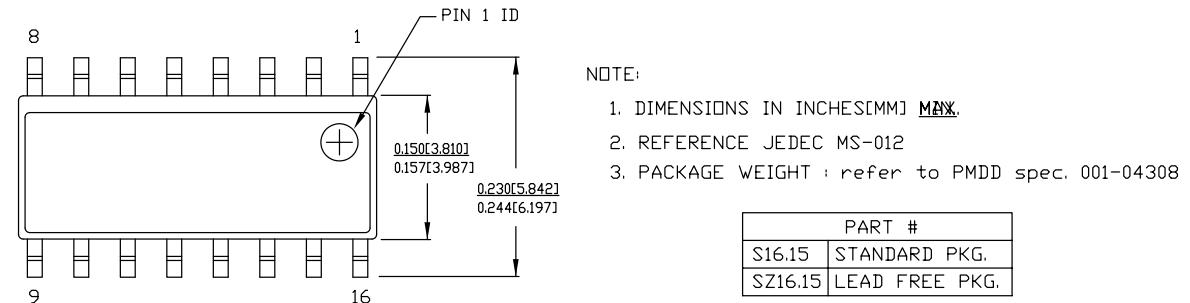 PIN 1 ID
8
1
0.150[3.810]
0.157[3.987]
0.230[5.842]
0.244[6.197]
9
16
NOTE:
1. DIMENSIONS IN INCHES[MM]
2. REFERENCE JEDEC MS-012
3. PACKAGE WEIGHT : refer to PMDD spec. 001-04308
PART #
S16.15 STANDARD PKG.
SZ16.15 LEAD FREE PKG.